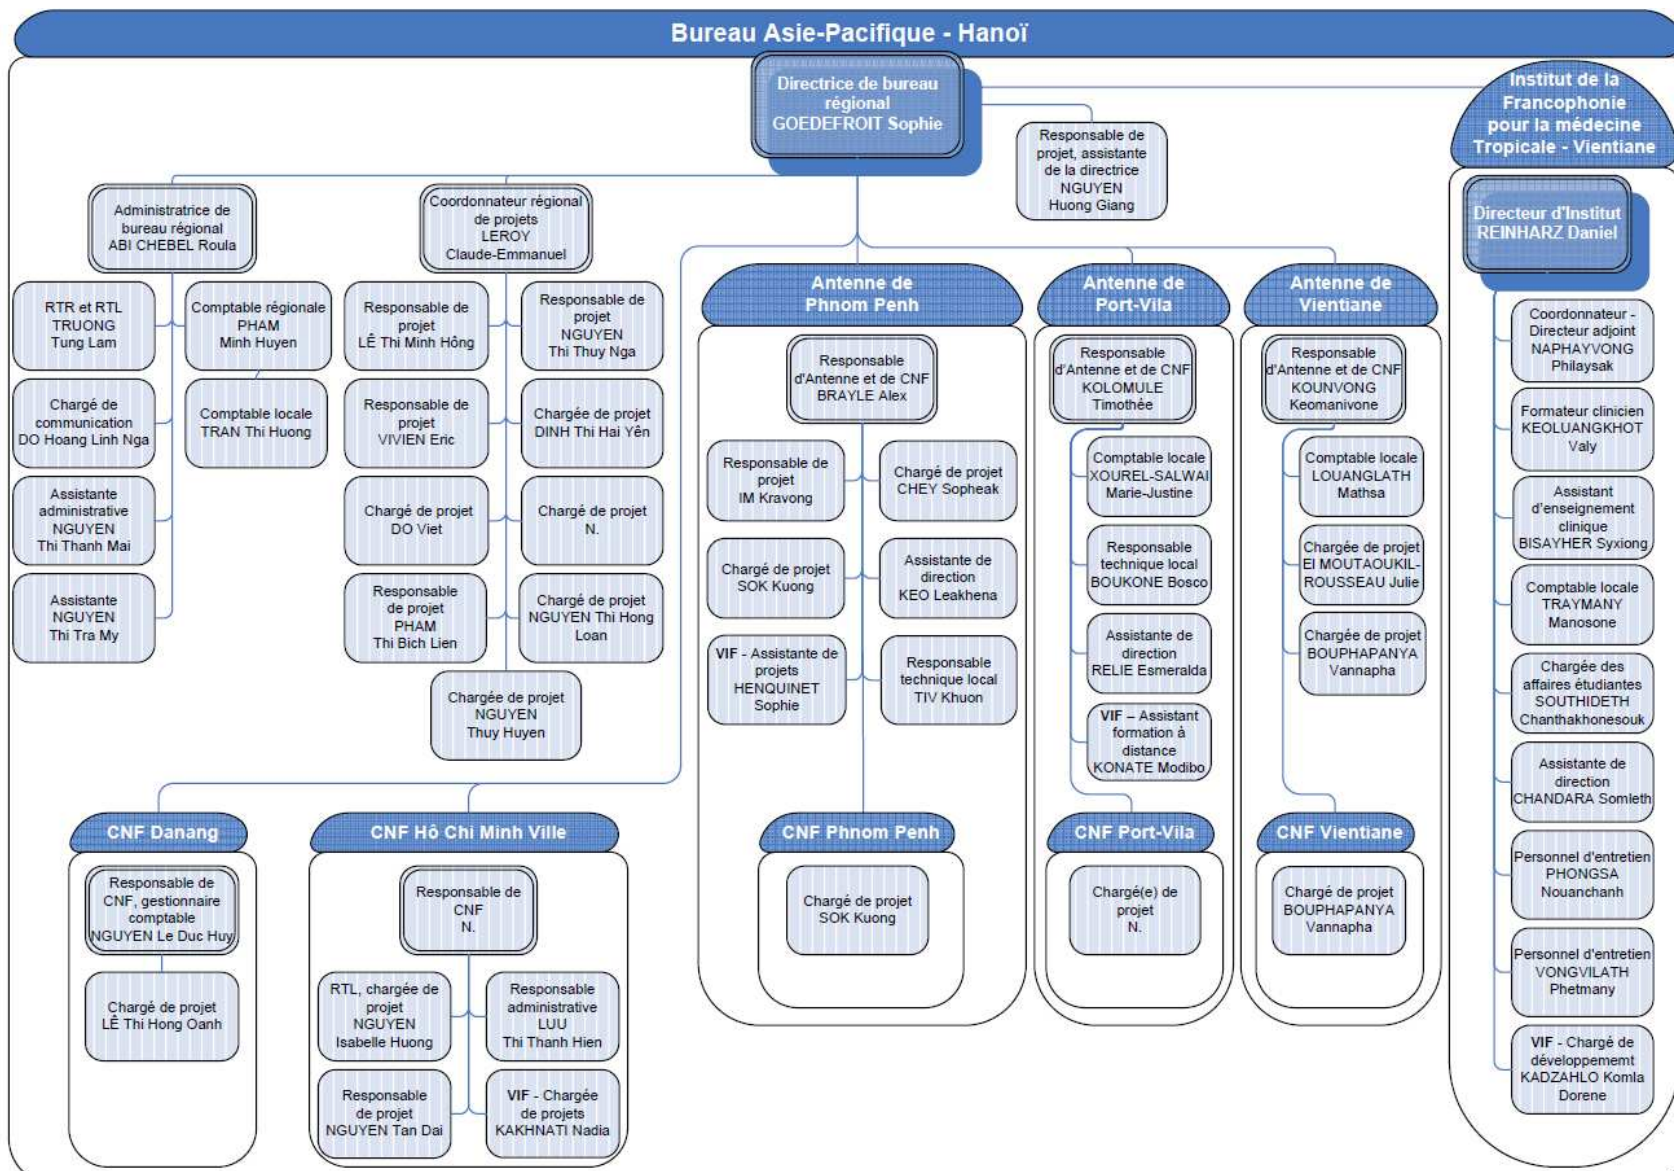 Bureau Asie-Pacifique - Hanoï
Directrice de bureau
régional
GOEDEFROIT Sophie
Responsable de
projet, assistante
de la directrice
NGUYEN
Huong Giang
Institut de la
Francophonie
pour la médecine
Tropicale - Vientiane
Administratrice de
bureau régional
ABI CHEBEL Roula
Coordonnateur régional
de projets
LEROY
Claude-Emmanuel
RTR et RTL
TRUONG
Tung Lam
Comptable régionale
PHAM
Minh Huyen
Chargé de
communication
DO Hoang Linh Nga
Comptable locale
TRAN Thi Huong
Assistante
administrative
NGUYEN
Thi Thanh Mai
Assistante
NGUYEN
Thi Tra My
Responsable de
projet
LÊ Thi Minh Hông
Responsable de
projet
NGUYEN
Thi Thuy Nga
Responsable de
projet
VIVIEN Eric
Chargée de projet
DINH Thi Hai Yên
Chargé de projet
DO Viet
Chargé de projet
N.
Responsable
de projet
PHAM
Thi Bich Lien
Chargé de projet
NGUYEN Thi Hong
Loan
Chargée de projet
NGUYEN
Thuy Huyen
Antenne de
Phnom Penh
Responsable
d'Antenne et de CNF
BRAYLE Alex
Responsable de
projet
IM Kravong
Chargé de projet
CHEY Sopheak
Chargé de projet
SOK Kuong
Assistante de
direction
KEO Leakhena
VIF - Assistante de
projets
HENQUINET
Sophie
Responsable
technique local
TIV Khuon
CNF Phnom Penh
Chargé de projet
SOK Kuong
Antenne de
Port-Vila
Responsable
d'Antenne et de CNF
KOLOMULE
Timothée
Comptable locale
XOUREL-SALWAI
Marie-Justine
Responsable
technique local
BOUKONE Bosco
Assistante de
direction
RELIE Esmeralda
VIF – Assistant
formation à
distance
KONATE Modibo
CNF Port-Vila
Chargé(e) de
projet
N.
Antenne de
Vientiane
Responsable
d'Antenne et de CNF
KOUNVONG
Keomanivone
Comptable locale
LOUANGLATH
Mathsa
Chargée de projet
El MOUTAOUKIL-
ROUSSEAU Julie
Chargée de projet
BOUPHAPANYA
Vannapha
CNF Vientiane
Chargé de projet
BOUPHAPANYA
Vannapha
Directeur d'Institut
REINHARZ Daniel
Coordonnateur -
Directeur adjoint
NAPHAYVONG
Philaysak
Formateur clinicien
KEOLUANGKHOT
Valy
Assistant
d'enseignement
clinique
BISAYHER Syxiong
Comptable locale
TRAYMANY
Manosone
Chargée des
affaires étudiantes
SOUTHIDETH
Chanthakhonesouk
Assistante de
direction
CHANDARA Somleth
Personnel d'entretien
PHONGSA
Nouanchanh
Personnel d'entretien
VONGVILATH
Phetmany
VIF - Chargé de
développememt
KADZAHLO Komla
Dorene
CNF Danang
Responsable de
CNF, gestionnaire
comptable
NGUYEN Le Duc Huy
Chargé de projet
LÊ Thi Hong Oanh
CNF Hô Chi Minh Ville
Responsable de
CNF
N.
RTL, chargée de
projet
NGUYEN
Isabelle Huong
Responsable
administrative
LUU
Thi Thanh Hien
Responsable
de projet
NGUYEN Tan Dai
VIF - Chargée
de projets
KAKHNATI Nadia